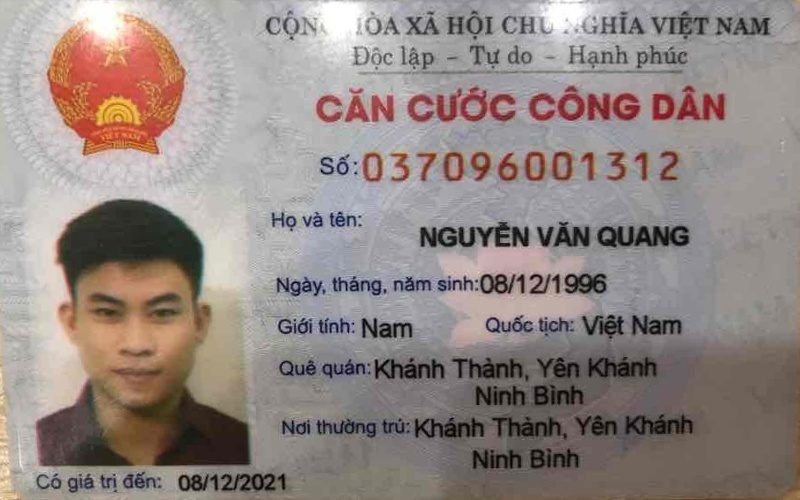 CỘNG HÒA XÃ HỘI CHỦ NGHĨA VIỆT NAM
Độc lập - Tự do - Hạnh phúc
CĂN CƯỚC CÔNG DÂN
Số: 037096001312
Họ và tên:
NGUYỄN VĂN QUANG
Ngày, tháng, năm sinh: 08/12/1996
Giới tính: Nam Quốc tịch: Việt Nam
Quê quán: Khánh Thành, Yên Khánh
Ninh Bình
Nơi thường trú: Khánh Thành, Yên Khánh
Ninh Bình
Có giá trị đến: 08/12/2021